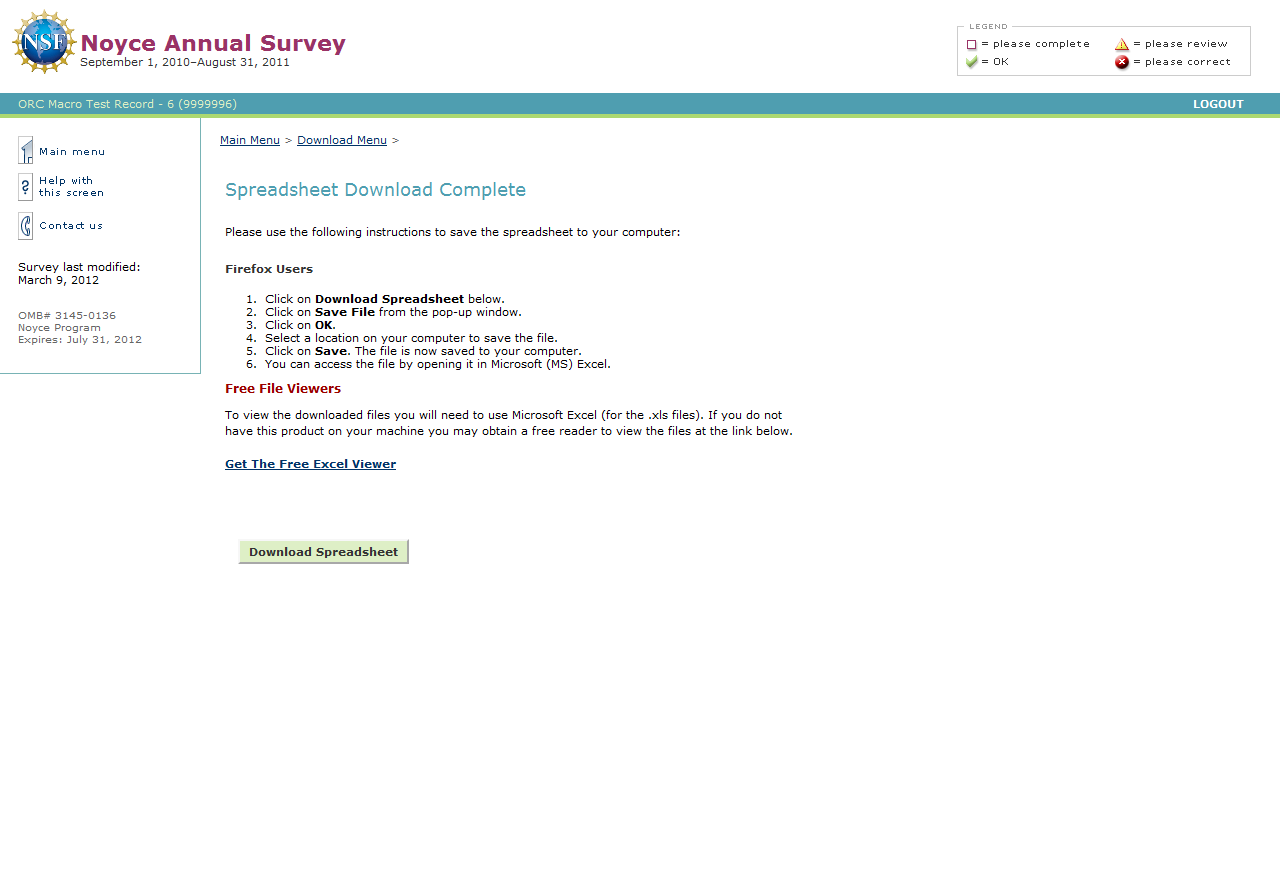 NSF
Noyce Annual Survey
September 1, 2010–August 31, 2011
LEGEND
= please complete
= please review
= OK
= please correct
ORC Macro Test Record - 6 (9999996)
LOGOUT
Main menu
Help with
this screen
Contact us
Survey last modified:
March 9, 2012
OMB# 3145-0136
Noyce Program
Expires: July 31, 2012
Main Menu > Download Menu >
Spreadsheet Download Complete
Please use the following instructions to save the spreadsheet to your computer:
Firefox Users
1. Click on Download Spreadsheet below.
2. Click on Save File from the pop-up window.
3. Click on OK.
4. Select a location on your computer to save the file.
5. Click on Save. The file is now saved to your computer.
6. You can access the file by opening it in Microsoft (MS) Excel.
Free File Viewers
To view the downloaded files you will need to use Microsoft Excel (for the .xls files). If you do not
have this product on your machine you may obtain a free reader to view the files at the link below.
Get The Free Excel Viewer
Download Spreadsheet